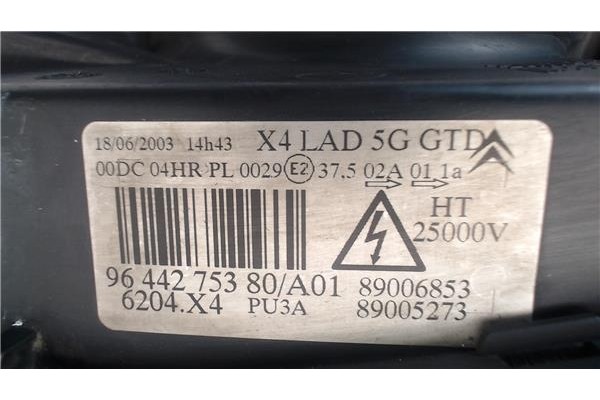 18/06/2003 14h43 X4 LAD 5G GTD
00DC 04HR PL 0029 E2 37,5 02A 01 1a
HT
25000V
96 442 753 80/A01 89006853
6204.X4 PU3A 89005273